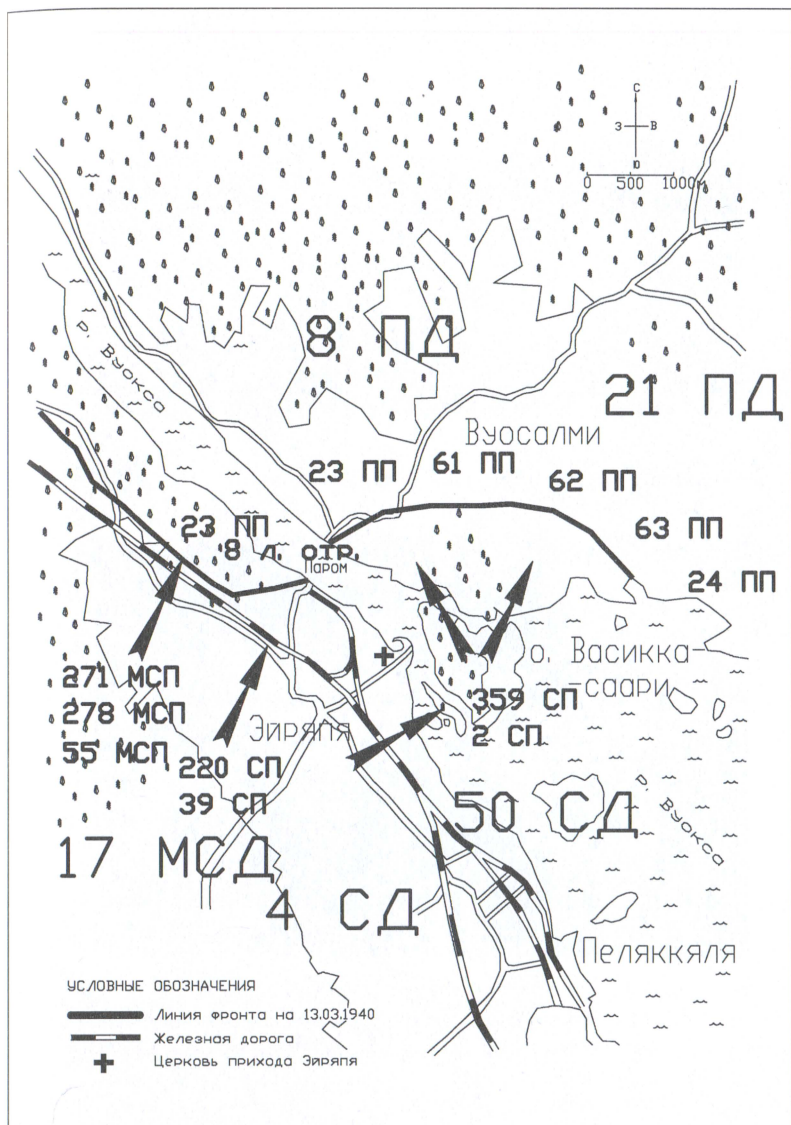 С
З В
Ю
0 500 1000м
р. Вуокса
8 ПД
21 ПД
Вуосалми
23 ПП
61 ПП
62 ПП
63 ПП
24 ПП
23 ПП
8 л. отр.
Паром
271 МСП
278 МСП
55 МСП
220 СП
39 СП
Эйряпя
о. Васикка-
-саари
359 СП
2 СП
р. Вуокса
50 СД
17 МСД
4 СД
Пеляккяля
УСЛОВНЫЕ ОБОЗНАЧЕНИЯ
Линия фронта на 13.03.1940
Железная дорога
Церковь прихода Эйряпя